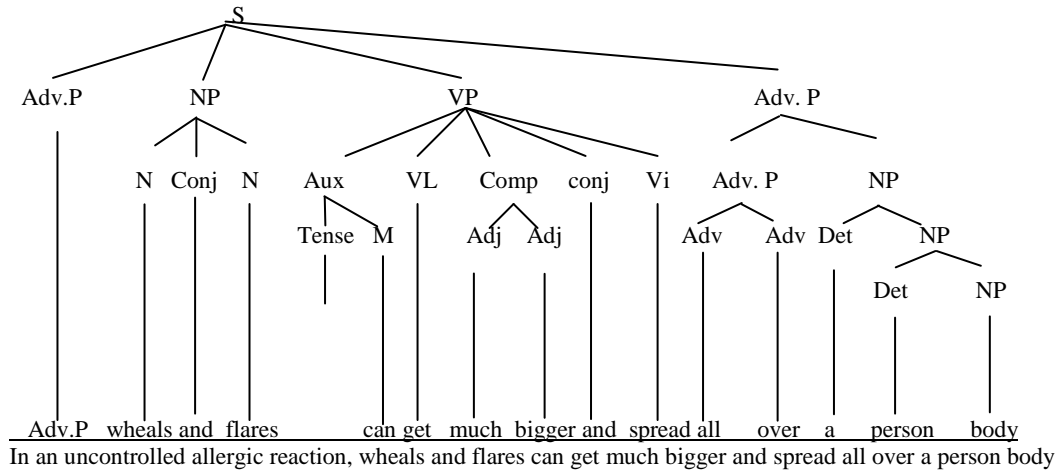 S
Adv.P NP VP Adv. P
N Conj N Aux VL Comp conj Vi Adv. P NP
Tense M Adj Adj Adv Adv Det NP
Det NP
Adv.P wheals and flares can get much bigger and spread all over a person body
In an uncontrolled allergic reaction, wheals and flares can get much bigger and spread all over a person body